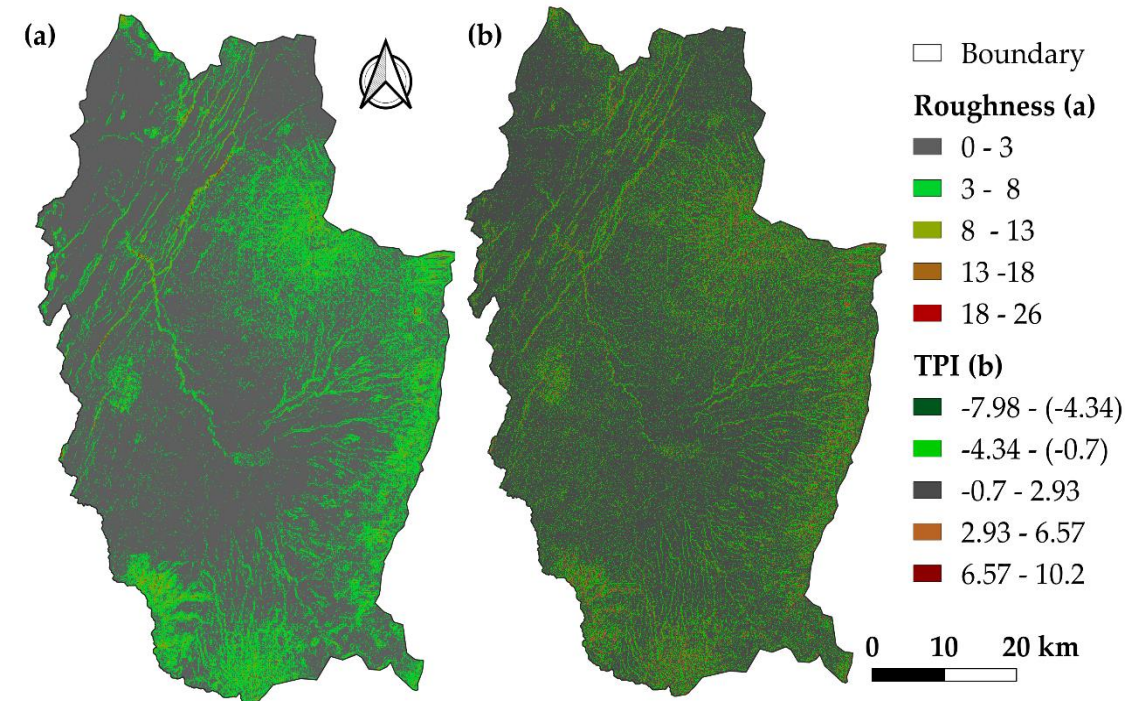 (a)
(b)
Boundary
Roughness (a)
0 - 3
3 - 8
8 - 13
13 -18
18 - 26
TPI (b)
-7.98 - (-4.34)
-4.34 - (-0.7)
-0.7 - 2.93
2.93 - 6.57
6.57 - 10.2
0 10 20 km